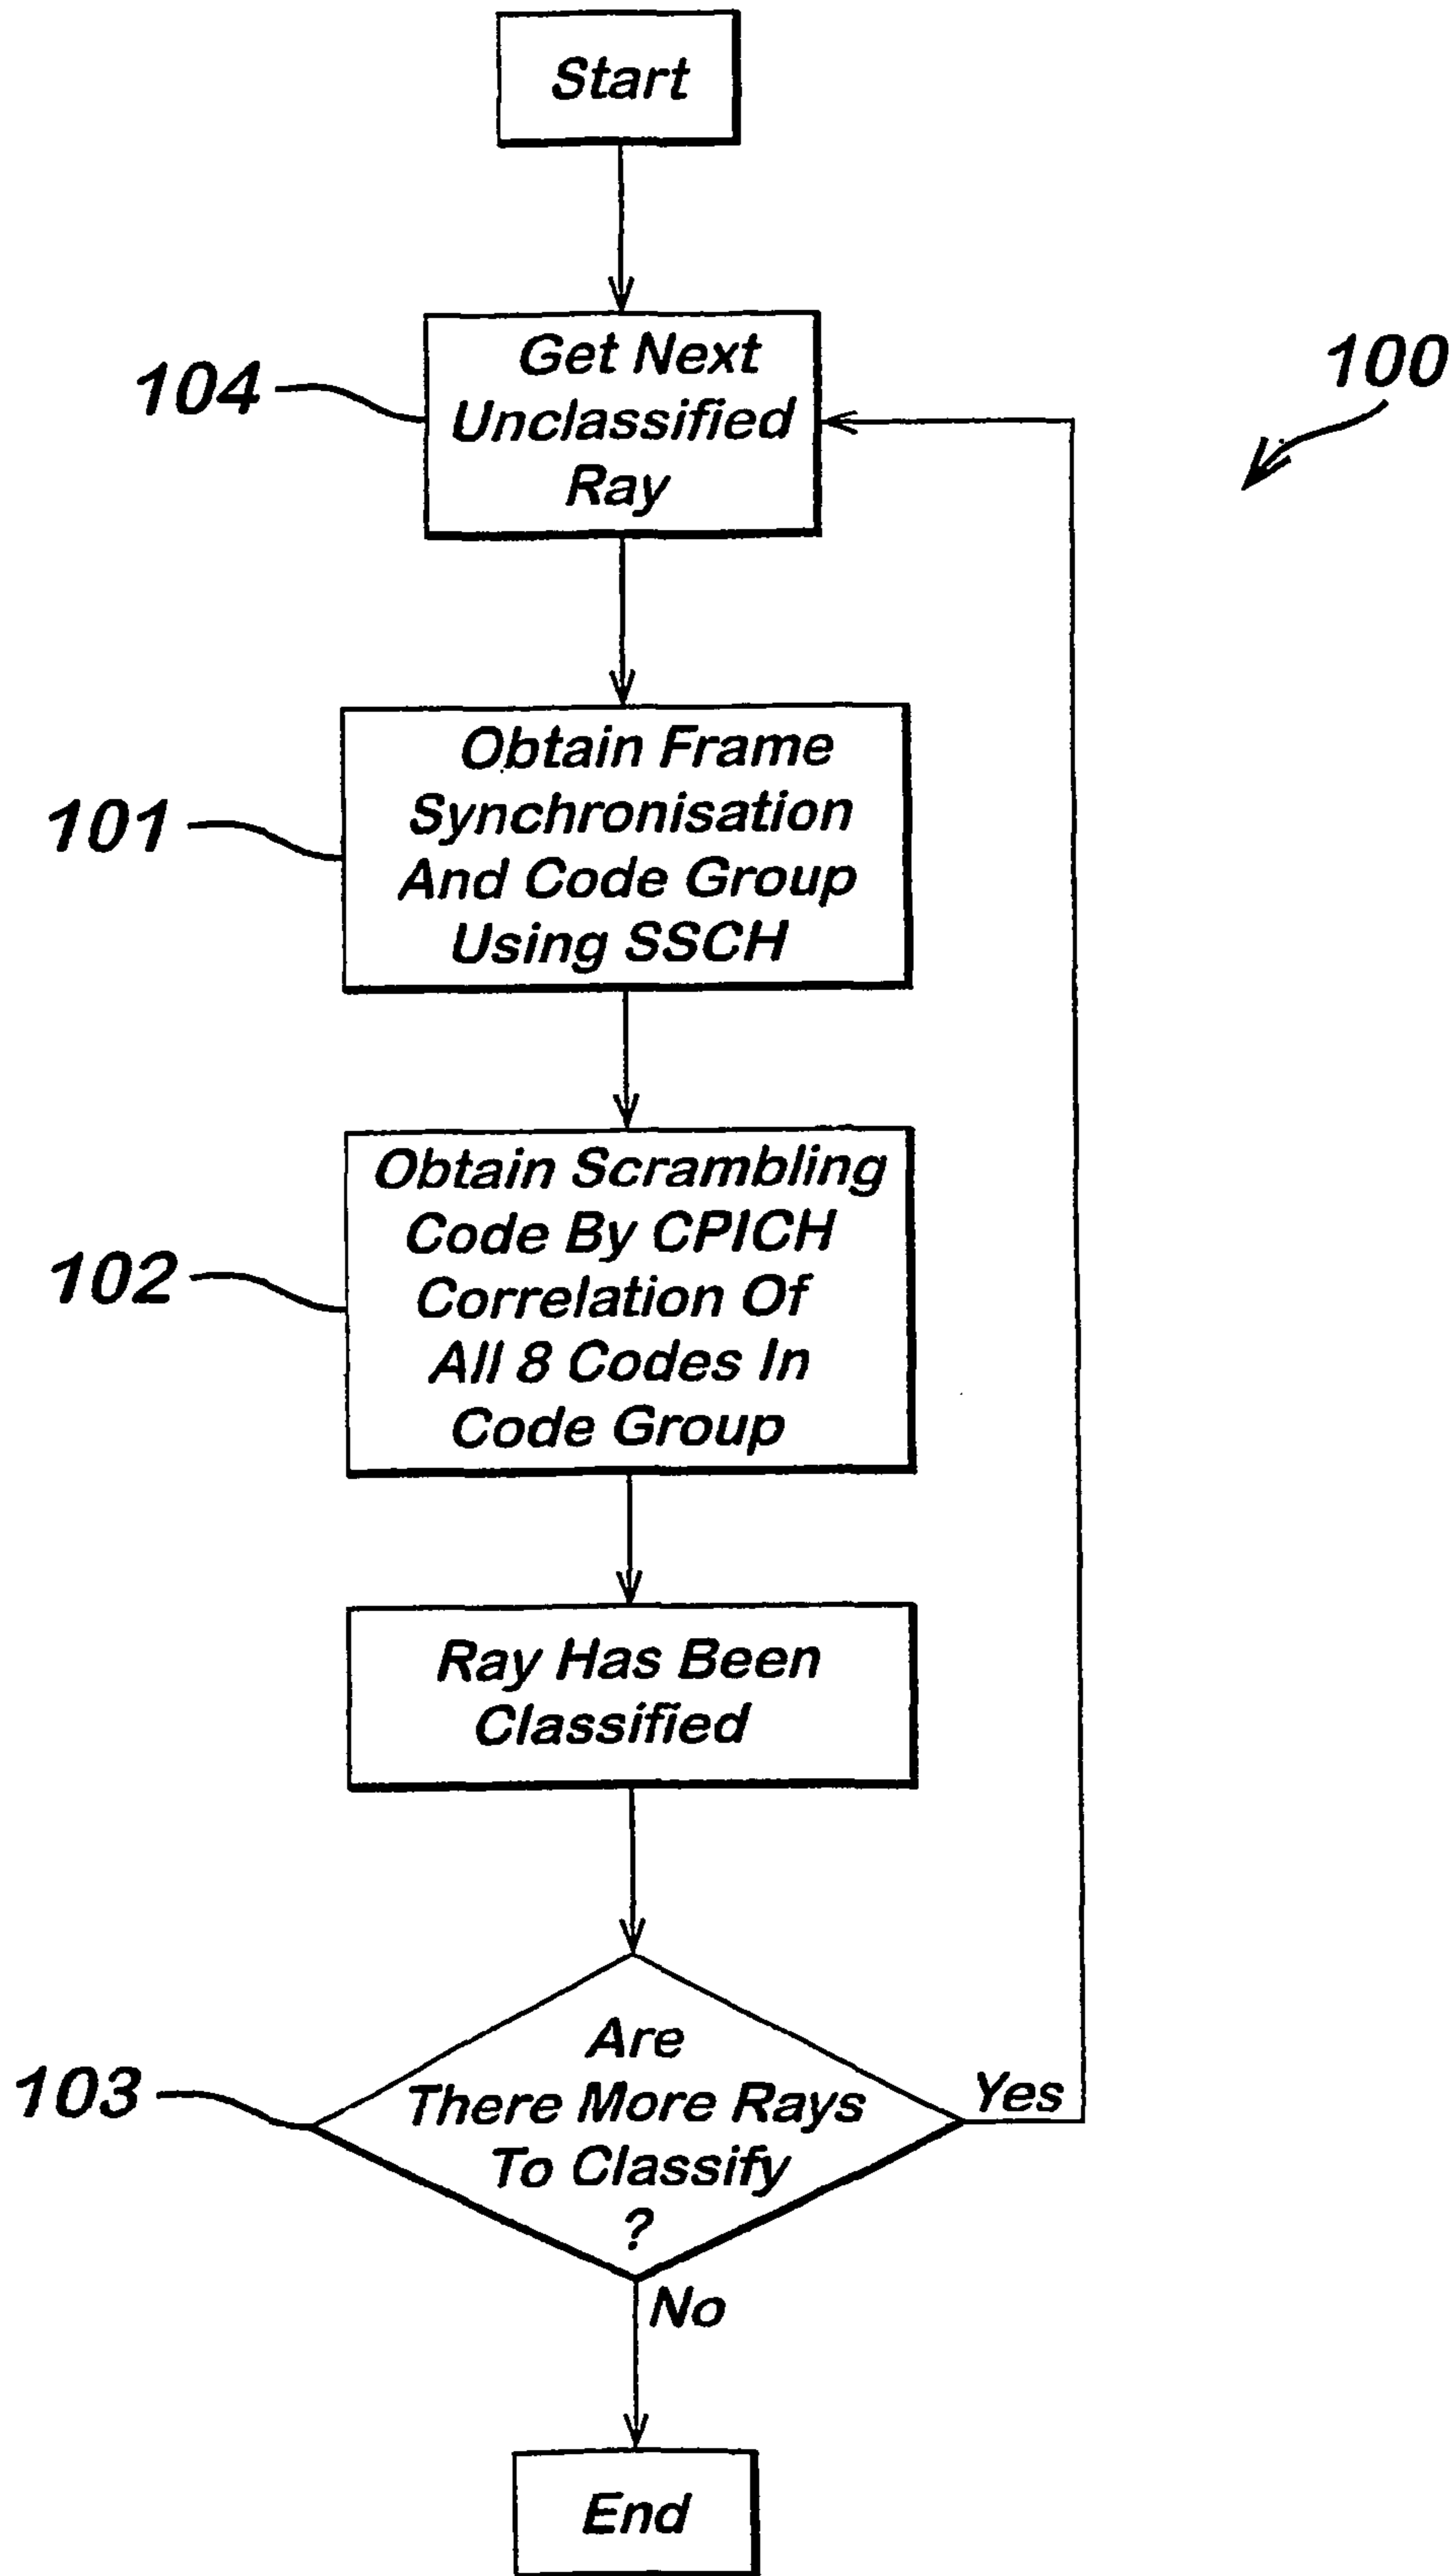 Start
104
Get Next
Unclassified
Ray
100
101
Obtain Frame
Synchronisation
And Code Group
Using SSCH
102
Obtain Scrambling
Code By CPICH
Correlation Of
All 8 Codes In
Code Group
Ray Has Been
Classified
103
Are
There More Rays
To Classify
?
Yes
No
End